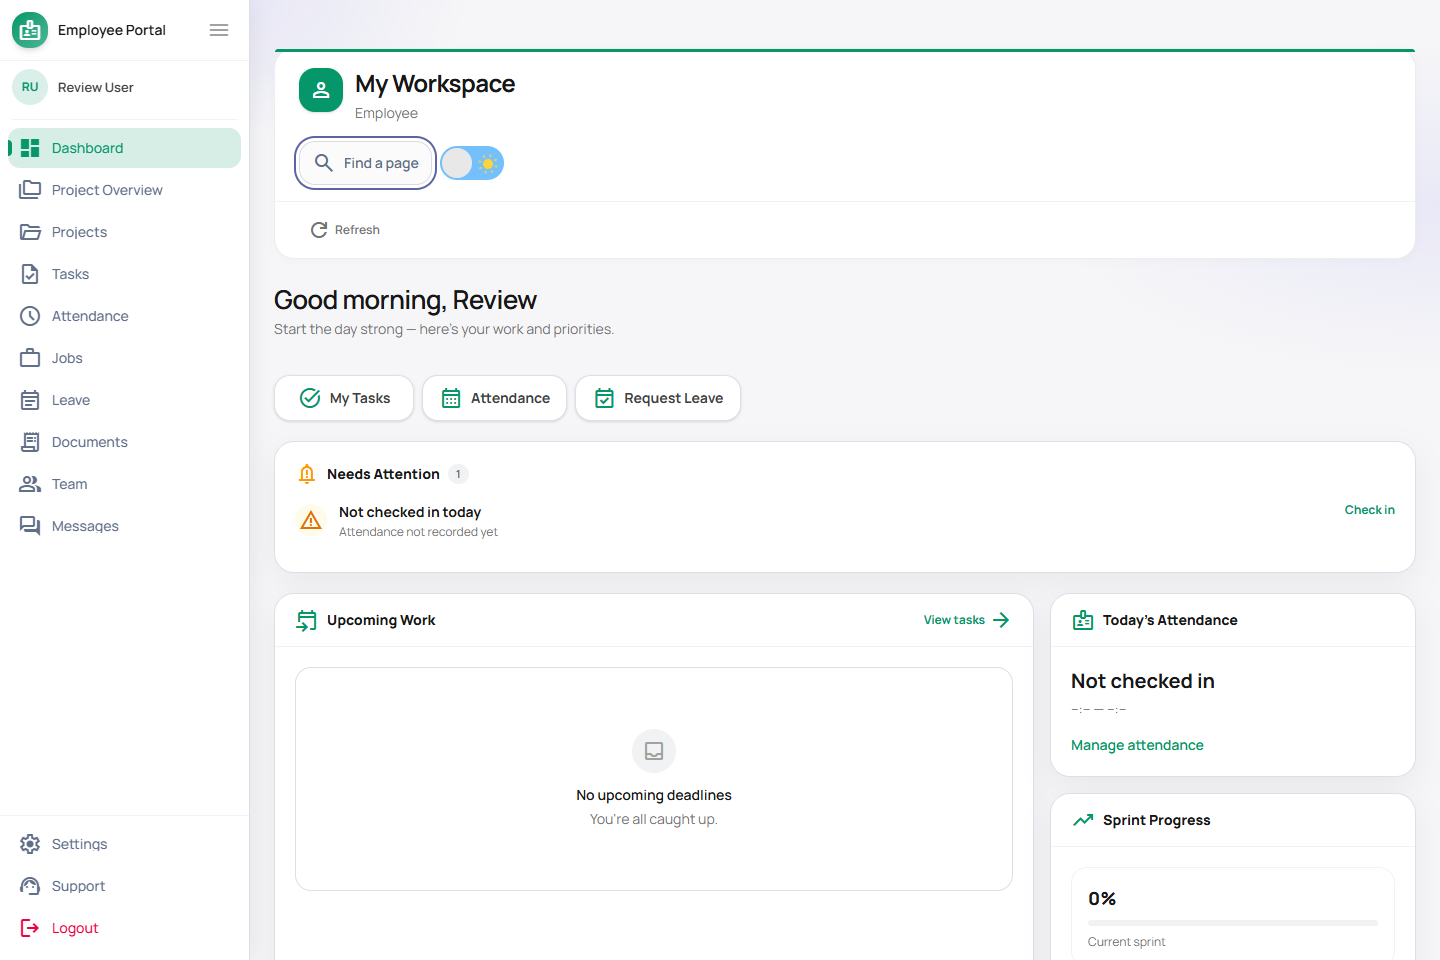 Employee Portal
RU
Review User
Dashboard
Project Overview
Projects
Tasks
Attendance
Jobs
Leave
Documents
Team
Messages
Settings
Support
Logout
My Workspace
Employee
Find a page
Refresh
Good morning, Review
Start the day strong — here's your work and priorities.
My Tasks
Attendance
Request Leave
Needs Attention 1
Not checked in today
Attendance not recorded yet
Check in
Upcoming Work
View tasks
No upcoming deadlines
You're all caught up.
Today's Attendance
Not checked in
–:– — –:–
Manage attendance
Sprint Progress
0%
Current sprint